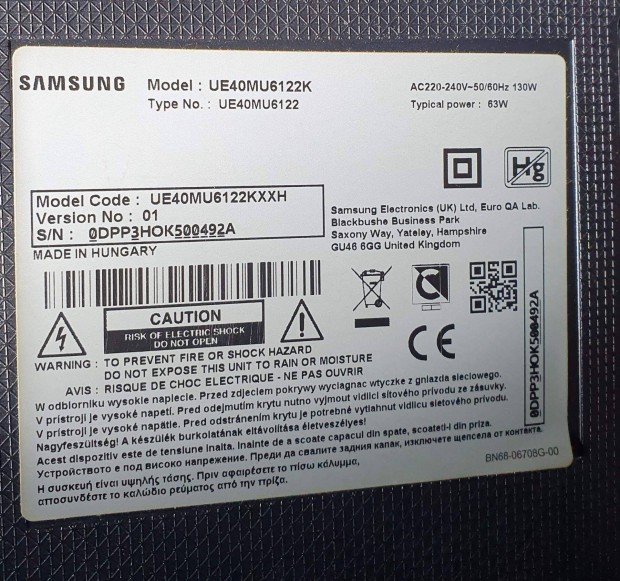 SAMSUNG
Model : UE40MU6122K
Type No. : UE40MU6122
AC220-240V~50/60Hz 130W
Typical power : 63W
Hg
Model Code : UE40MU6122KXXH
Version No : 01
S/N : 0DPP3HOK500492A
Samsung Electronics (UK) Ltd, Euro QA Lab.
Blackbushe Business Park
Saxony Way, Yateley, Hampshire
GU46 6GG United Kingdom
MADE IN HUNGARY
CAUTION
RISK OF ELECTRIC SHOCK
DO NOT OPEN
CE
0DPP3HOK500492A
WARNING : TO PREVENT FIRE OR SHOCK HAZARD
DO NOT EXPOSE THIS UNIT TO RAIN OR MOISTURE
AVIS : RISQUE DE CHOC ELECTRIQUE - NE PAS OUVRIR
W odborniku wysokie napiecie. Przed zdjeciem pokrywy wyciagnac wtyczke z gniazda sieciowego.
V prístroji je vysoké napetí. Pred odejmutím krytu nutno vyjmout vidlici sítového prívodu ze zásuvky.
V prístroji je vysoké napätie. Pred odstránením krytu je potrebné vytiahnut vidlicu sietového prívodu.
Nagyfeszültség! A készülék burkolatának eltávolítása életveszélyes!
Acest dispozitiv este de tensiune inalta. Inainte de a scoate capacul din spate, scoateti-l din priza.
Устройството е под високо напрежение. Преди да свалите задния капак, изключете щепсела от контакта.
Η συσκευή είναι υψηλής τάσης. Πριν αφαιρέσετε το πίσω κάλυμμα,
αποσυνδέστε το καλώδιο ρεύματος από την πρίζα.
BN68-06708G-00